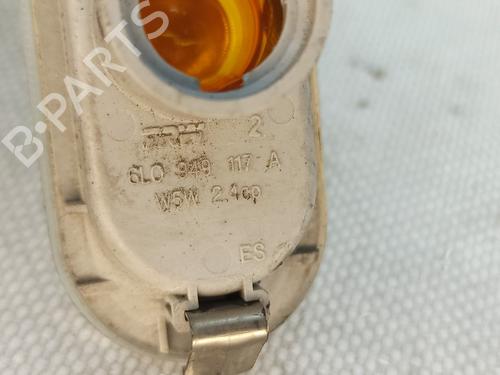 B-PARTS
TRW 2
6L0 949 117 A
W5W 2.4cp
ES